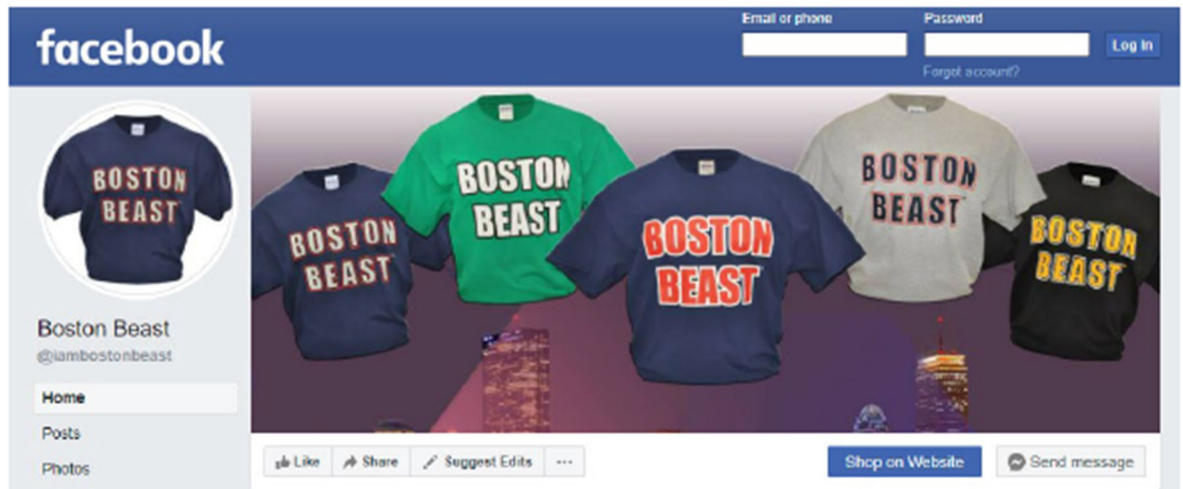 facebook
Email or phone
Password
Log In
Forgot account?
BOSTON
BEAST
Boston Beast
@iambostonbeast
Home
Posts
Photos
BOSTON
BEAST
BOSTON
BEAST
BOSTON
BEAST
BOSTON
BEAST
BOSTON
BEAST
Like
Share
Suggest Edits
...
Shop on Website
Send message